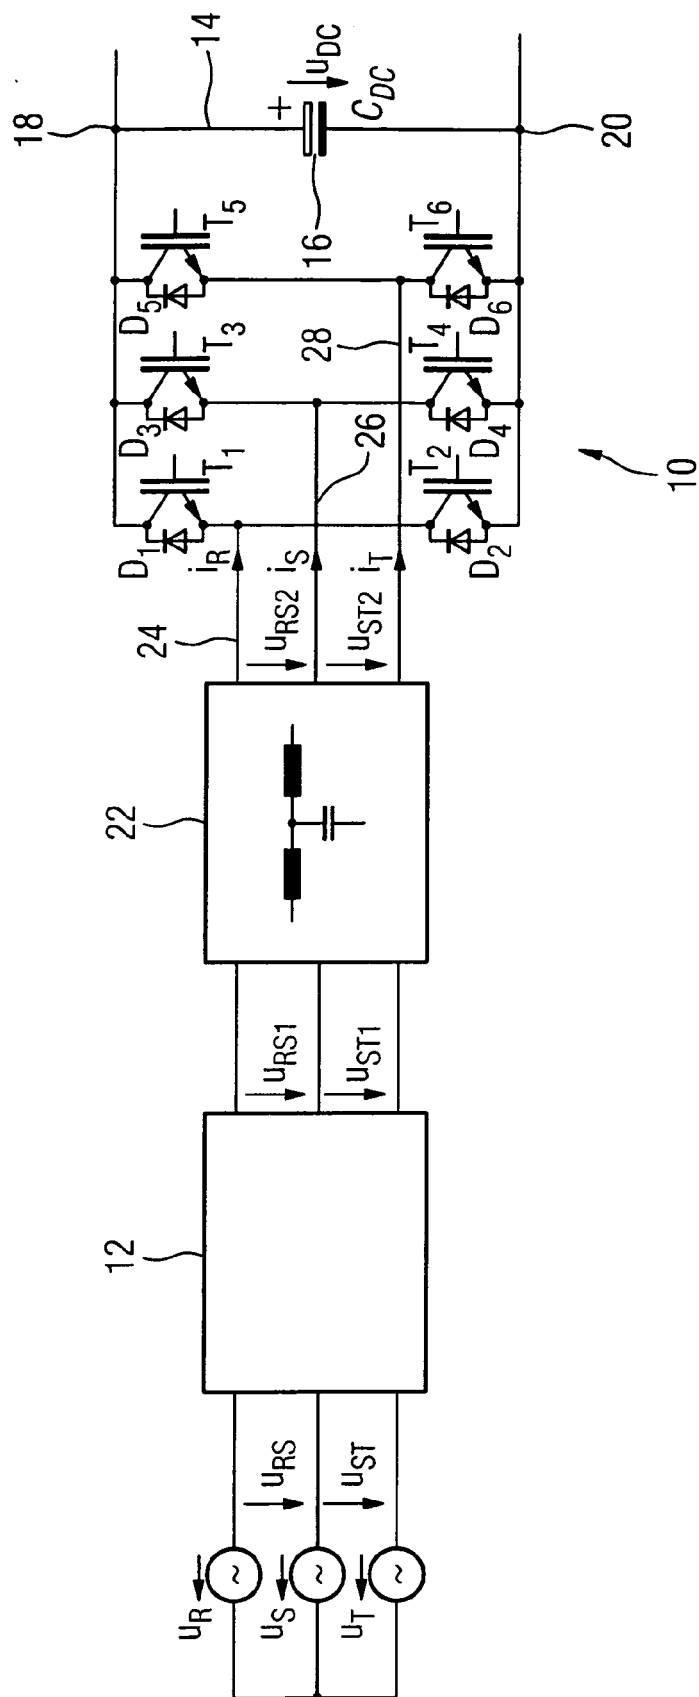 u_R
u_S
u_T
u_RS
u_ST
12
u_RS1
u_ST1
22
24
u_RS2
u_ST2
i_R
i_S
i_T
D_1
T_1
D_3
T_3
D_5
T_5
D_2
T_2
D_4
T_4
D_6
T_6
26
28
18
14
16
+
u_DC
C_DC
20
10
~
~
~